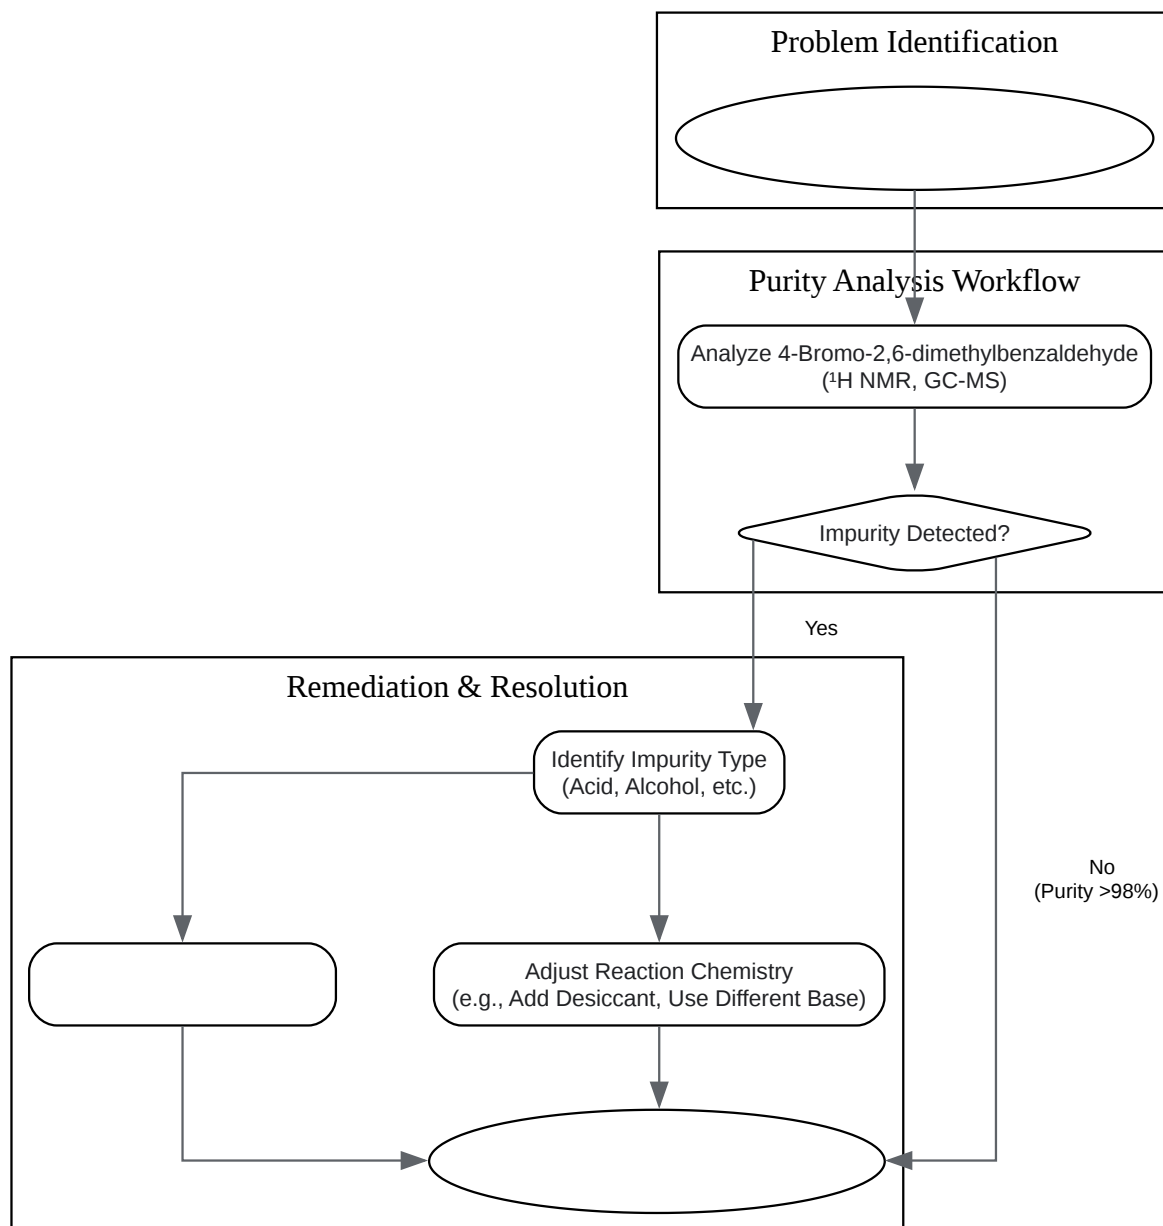 Problem Identification
Purity Analysis Workflow
Analyze 4-Bromo-2,6-dimethylbenzaldehyde
(¹H NMR, GC-MS)
Impurity Detected?
Yes
Remediation & Resolution
Identify Impurity Type
(Acid, Alcohol, etc.)
No
(Purity >98%)
Adjust Reaction Chemistry
(e.g., Add Desiccant, Use Different Base)